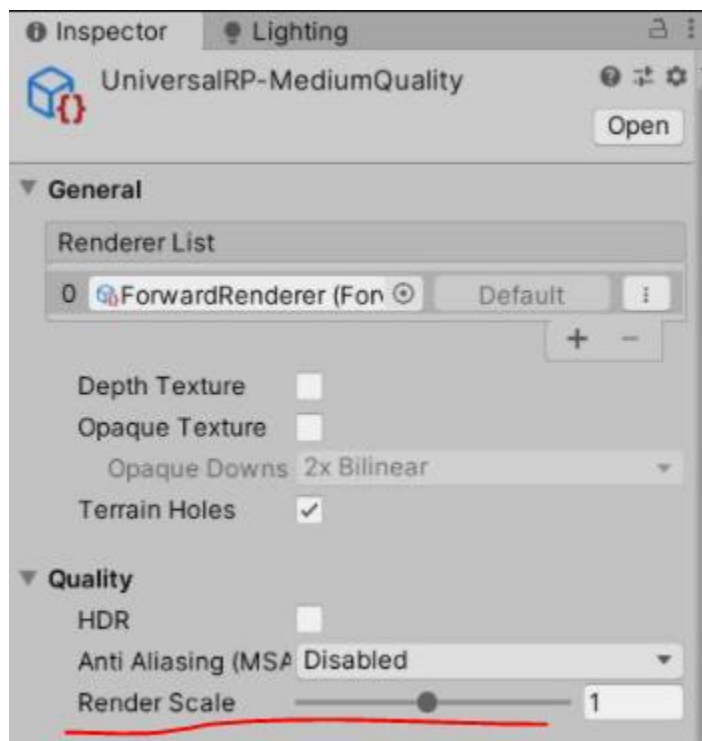 Inspector Lighting
UniversalRP-MediumQuality
Open
General
Renderer List
0 ForwardRenderer (For Default
+ -
Depth Texture
Opaque Texture
Opaque Downs 2x Bilinear
Terrain Holes
Quality
HDR
Anti Aliasing (MSA Disabled
Render Scale 1